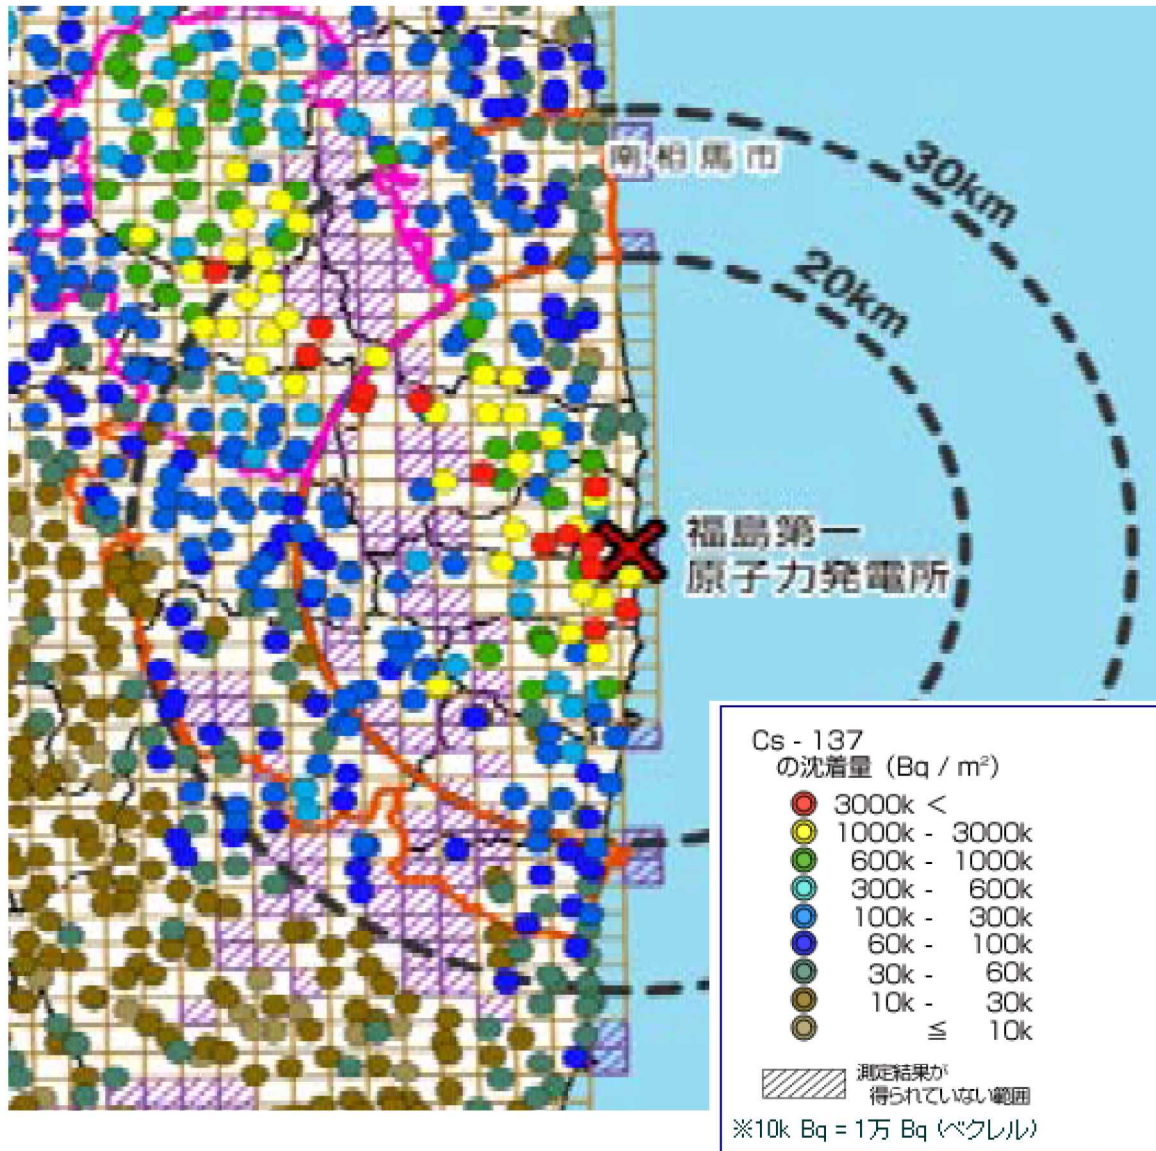 南相馬市
30km
20km
福島第一
原子力発電所
Cs - 137
の沈着量 (Bq / m²)
3000k <
1000k - 3000k
600k - 1000k
300k - 600k
100k - 300k
60k - 100k
30k - 60k
10k - 30k
≦ 10k
測定結果が
得られていない範囲
※10k Bq = 1万 Bq (ベクレル)